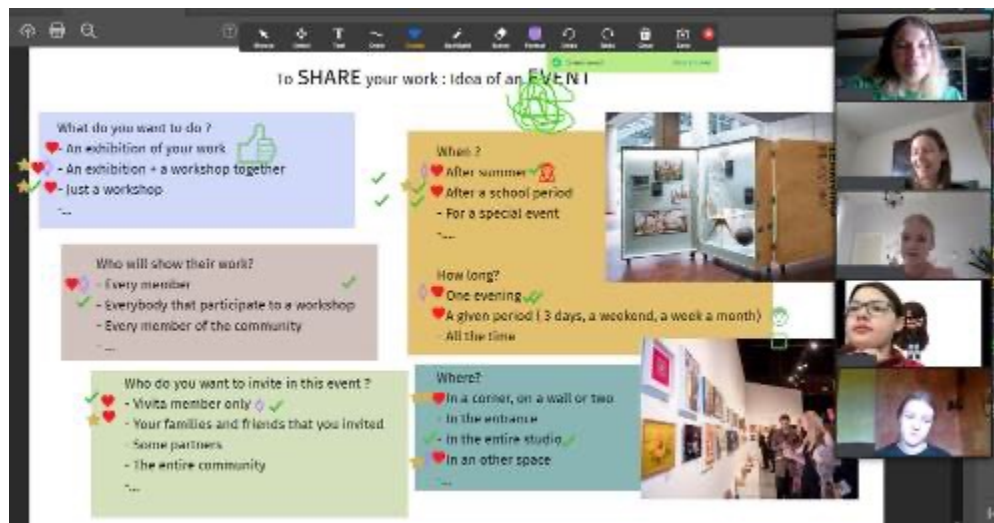 To SHARE your work : Idea of an EVENT
What do you want to do ?
- An exhibition of your work
- An exhibition + a workshop together
- Just a workshop
-...
Who will show their work?
- Every member
- Everybody that participate to a workshop
- Every member of the community
- ...
Who do you want to invite in this event ?
- Vivita member only
- Your families and friends that you invited
- Some partners
- The entire community
-...
When ?
- After summer
- After a school period
- For a special event
-...
How long?
- One evening
- A given period ( 3 days, a weekend, a week a month)
- All the time
Where?
- In a corner, on a wall or two
- In the entrance
- In the entire studio
- In an other space
...